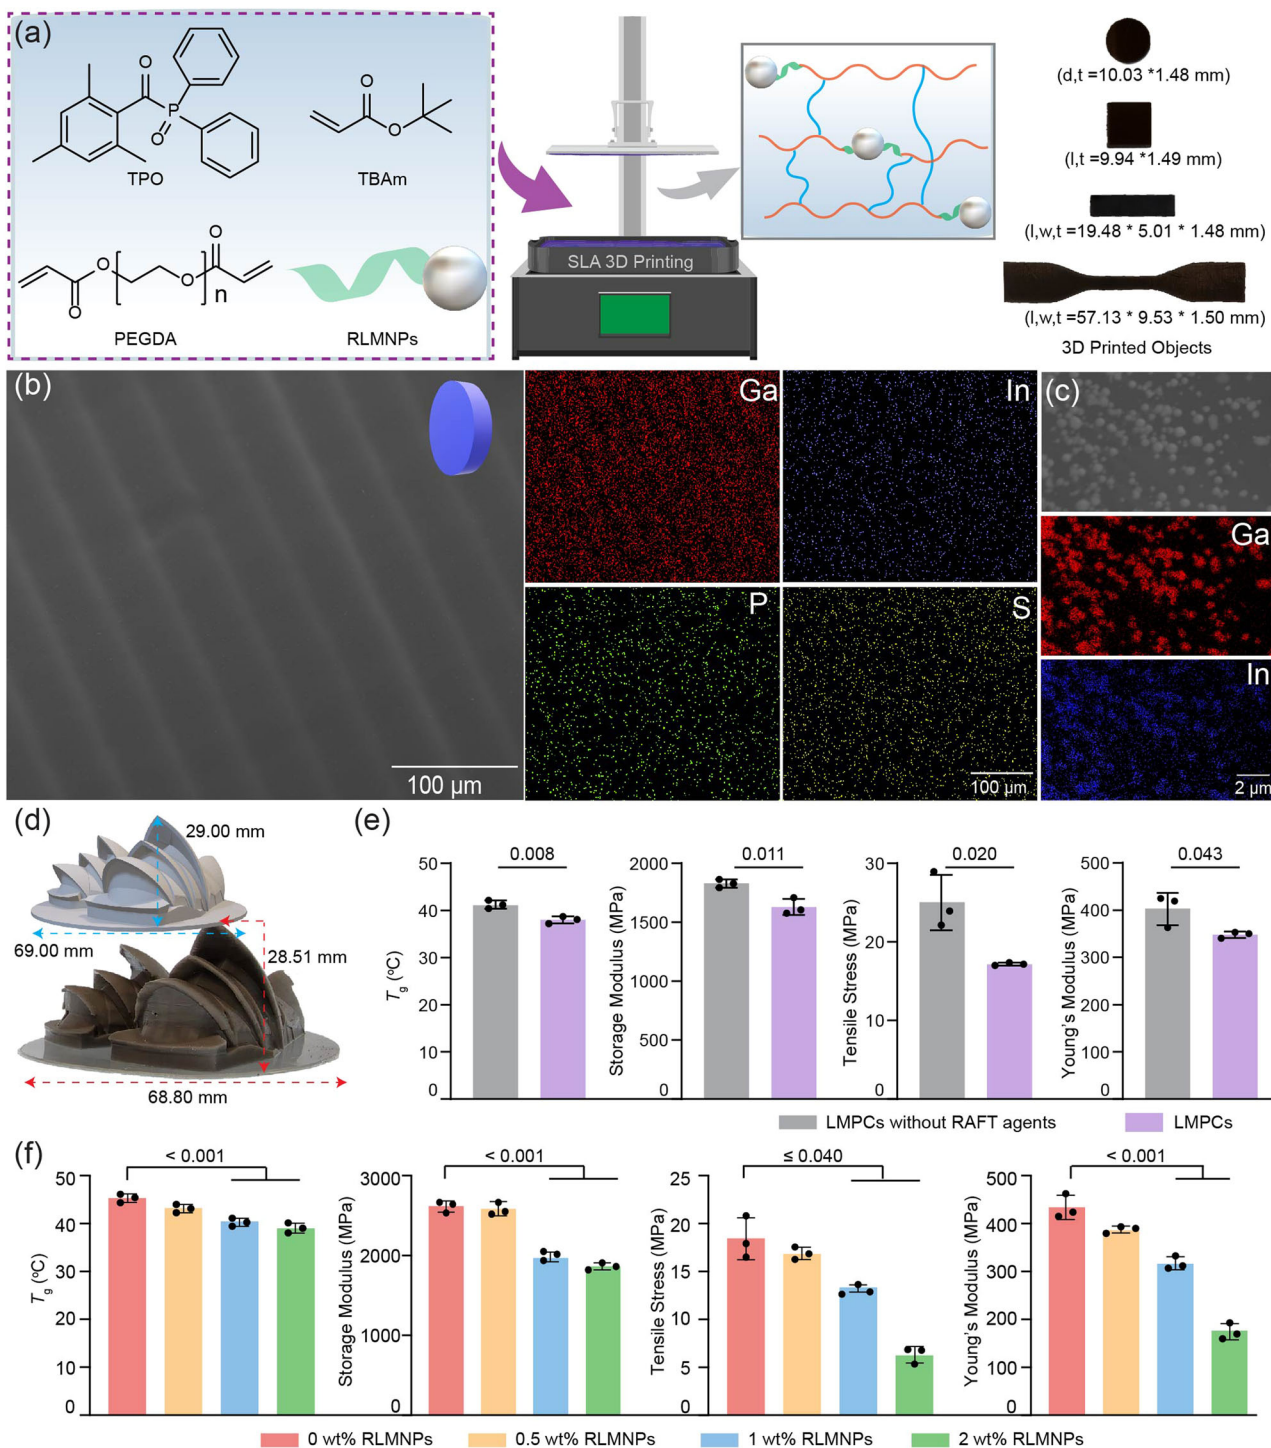 (a)
O
P
O
TPO
O
O
TBAm
O
O
O
O
n
PEGDA
RLMNPs
SLA 3D Printing
(d,t =10.03 *1.48 mm)
(l,t =9.94 *1.49 mm)
(l,w,t =19.48 * 5.01 * 1.48 mm)
(l,w,t =57.13 * 9.53 * 1.50 mm)
3D Printed Objects
(b)
100 µm
Ga
In
P
S
100 µm
(c)
Ga
In
2 µm
(d)
29.00 mm
69.00 mm
28.51 mm
68.80 mm
(e)
0.008
50
40
30
20
10
0
Tg (°C)
0.011
2000
1500
1000
500
0
Storage Modulus (MPa)
0.020
30
20
10
0
Tensile Stress (MPa)
0.043
500
400
300
200
100
0
Young's Modulus (MPa)
LMPCs without RAFT agents
LMPCs
(f)
< 0.001
50
40
30
20
10
0
Tg (°C)
< 0.001
3000
2000
1000
0
Storage Modulus (MPa)
≤ 0.040
25
20
15
10
5
0
Tensile Stress (MPa)
< 0.001
500
400
300
200
100
0
Young's Modulus (MPa)
0 wt% RLMNPs
0.5 wt% RLMNPs
1 wt% RLMNPs
2 wt% RLMNPs